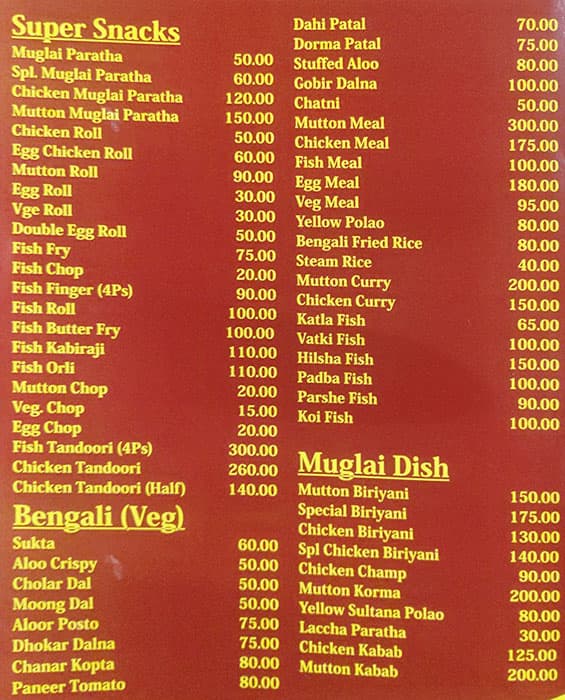 Super Snacks
Muglai Paratha 50.00
Spl. Muglai Paratha 60.00
Chicken Muglai Paratha 120.00
Mutton Muglai Paratha 150.00
Chicken Roll 50.00
Egg Chicken Roll 60.00
Mutton Roll 90.00
Egg Roll 30.00
Vge Roll 30.00
Double Egg Roll 50.00
Fish Fry 75.00
Fish Chop 20.00
Fish Finger (4Ps) 90.00
Fish Roll 100.00
Fish Butter Fry 100.00
Fish Kabiraji 110.00
Fish Orli 110.00
Mutton Chop 20.00
Veg. Chop 15.00
Egg Chop 20.00
Fish Tandoori (4Ps) 300.00
Chicken Tandoori 260.00
Chicken Tandoori (Half) 140.00
Bengali (Veg)
Sukta 60.00
Aloo Crispy 50.00
Cholar Dal 50.00
Moong Dal 50.00
Aloor Posto 75.00
Dhokar Dalna 75.00
Chanar Kopta 80.00
Paneer Tomato 80.00
Dahi Patal 70.00
Dorma Patal 75.00
Stuffed Aloo 80.00
Gobir Dalna 100.00
Chatni 50.00
Mutton Meal 300.00
Chicken Meal 175.00
Fish Meal 100.00
Egg Meal 180.00
Veg Meal 95.00
Yellow Polao 80.00
Bengali Fried Rice 80.00
Steam Rice 40.00
Mutton Curry 200.00
Chicken Curry 150.00
Katla Fish 65.00
Vatki Fish 100.00
Hilsha Fish 150.00
Padba Fish 100.00
Parshe Fish 90.00
Koi Fish 100.00
Muglai Dish
Mutton Biriyani 150.00
Special Biriyani 175.00
Chicken Biriyani 130.00
Spl Chicken Biriyani 140.00
Chicken Champ 90.00
Mutton Korma 200.00
Yellow Sultana Polao 80.00
Laccha Paratha 30.00
Chicken Kabab 125.00
Mutton Kabab 200.00